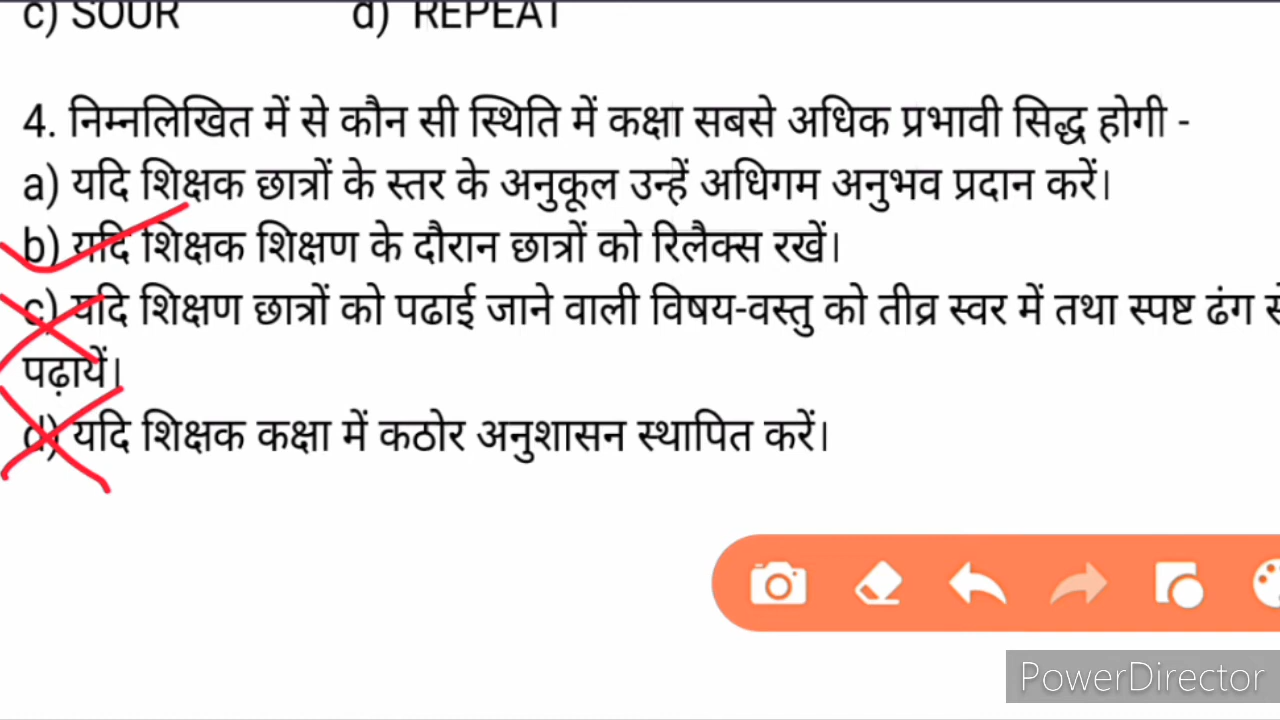 c) SOUR d) REPEAT
4. निम्नलिखित में से कौन सी स्थिति में कक्षा सबसे अधिक प्रभावी सिद्ध होगी -
a) यदि शिक्षक छात्रों के स्तर के अनुकूल उन्हें अधिगम अनुभव प्रदान करें।
b) यदि शिक्षक शिक्षण के दौरान छात्रों को रिलैक्स रखें।
c) यदि शिक्षण छात्रों को पढाई जाने वाली विषय-वस्तु को तीव्र स्वर में तथा स्पष्ट ढंग से
पढ़ायें।
d) यदि शिक्षक कक्षा में कठोर अनुशासन स्थापित करें।
PowerDirector